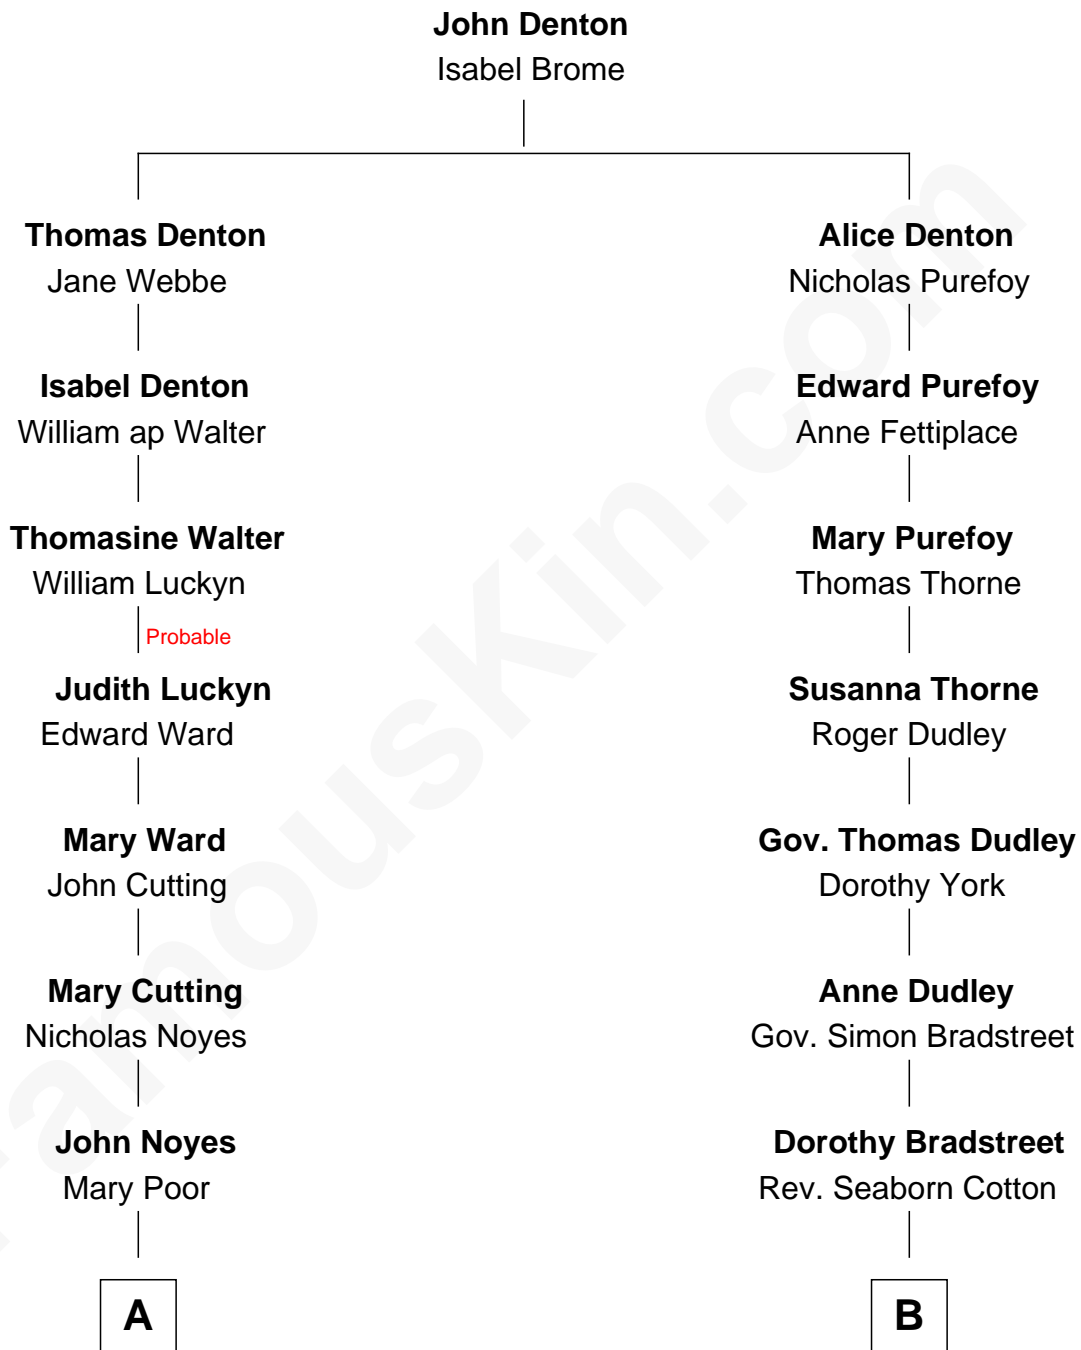 John Denton
Isabel Brome
Thomas Denton
Jane Webbe
Alice Denton
Nicholas Purefoy
Isabel Denton
William ap Walter
Edward Purefoy
Anne Fettiplace
Thomasine Walter
William Luckyn
Mary Purefoy
Thomas Thorne
Probable
Judith Luckyn
Edward Ward
Susanna Thorne
Roger Dudley
Mary Ward
John Cutting
Gov. Thomas Dudley
Dorothy York
Mary Cutting
Nicholas Noyes
Anne Dudley
Gov. Simon Bradstreet
John Noyes
Mary Poor
Dorothy Bradstreet
Rev. Seaborn Cotton
A
B
FamousKin.com